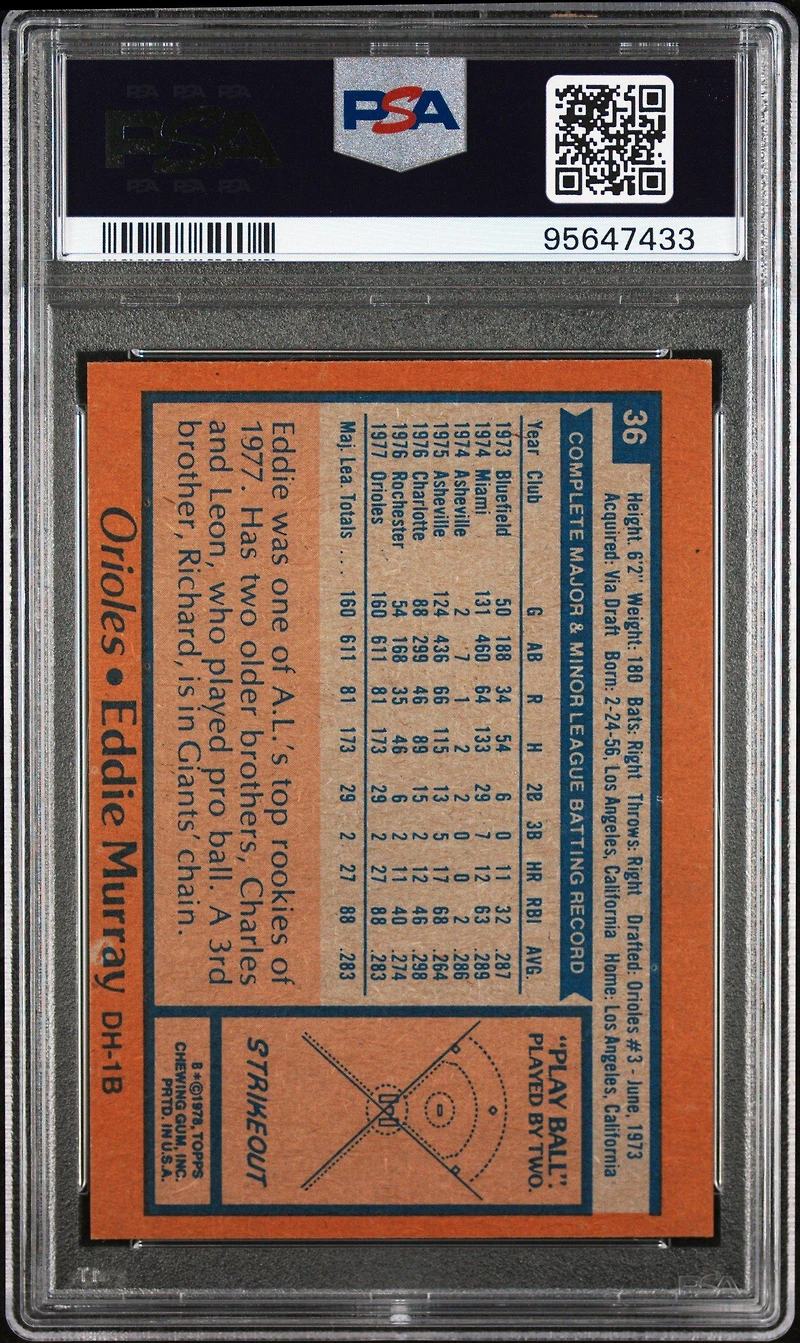 PSA PSA PSA
PSA
PSA PSA PSA
PSA
95647433
36
Height: 6'2" Weight: 180 Bats: Right Throws: Right Drafted: Orioles #3 - June, 1973
Acquired: Via Draft Born: 2-24-56, Los Angeles, California Home: Los Angeles, California
COMPLETE MAJOR & MINOR LEAGUE BATTING RECORD
Year Club G AB R H 2B 3B HR RBI AVG.
1973 Bluefield 50 188 34 54 6 0 11 32 .287
1974 Miami 131 460 64 133 29 7 12 63 .289
1974 Asheville 2 7 1 2 2 0 0 2 .286
1975 Asheville 124 436 66 115 13 5 17 68 .264
1976 Charlotte 88 299 46 89 15 2 12 46 .298
1976 Rochester 54 168 35 46 6 2 11 40 .274
1977 Orioles 160 611 81 173 29 2 27 88 .283
Maj. Lea. Totals .... 160 611 81 173 29 2 27 88 .283
Eddie was one of A.L.'s top rookies of
1977. Has two older brothers, Charles
and Leon, who played pro ball. A 3rd
brother, Richard, is in Giants' chain.
"PLAY BALL":
PLAYED BY TWO.
STRIKEOUT
B*©1978, TOPPS
CHEWING GUM, INC.
PRTD. IN U.S.A.
Orioles • Eddie Murray DH-1B
PSA